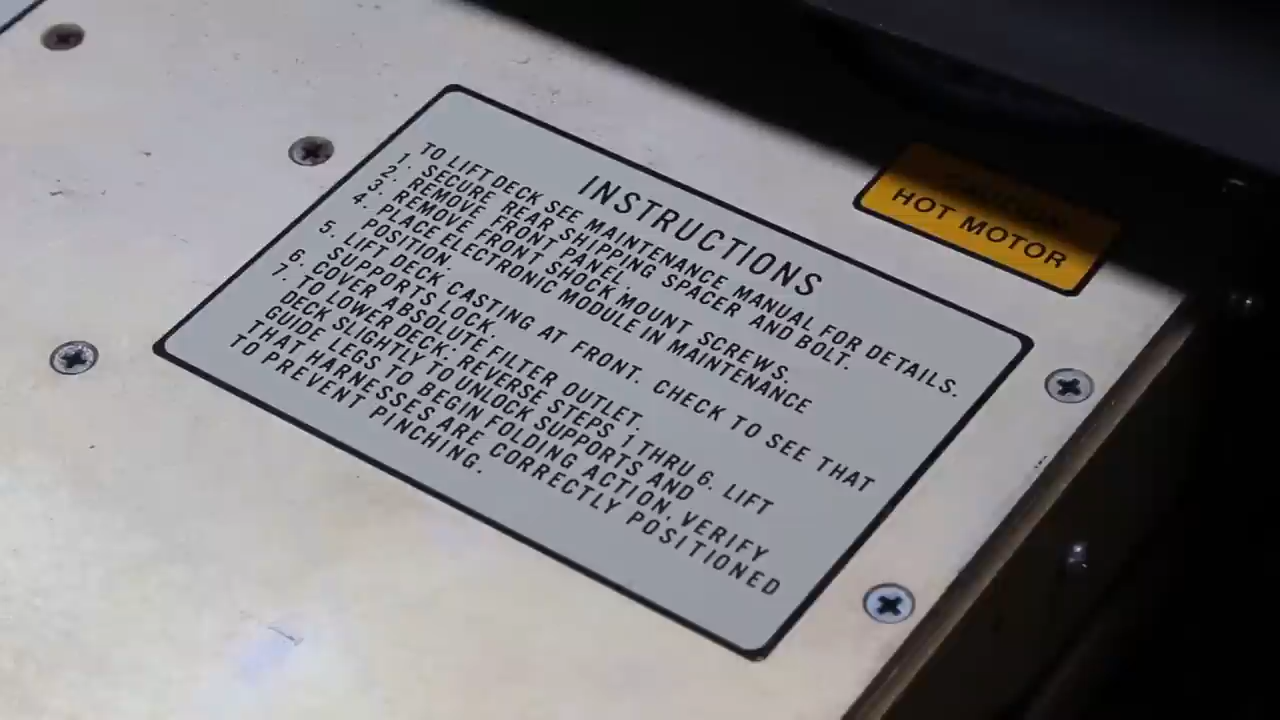 INSTRUCTIONS
TO LIFT DECK SEE MAINTENANCE MANUAL FOR DETAILS.
1. SECURE REAR SHIPPING SPACER AND BOLT.
2. REMOVE FRONT PANEL.
3. REMOVE FRONT SHOCK MOUNT SCREWS.
4. PLACE ELECTRONIC MODULE IN MAINTENANCE
POSITION.
5. LIFT DECK CASTING AT FRONT. CHECK TO SEE THAT
SUPPORTS LOCK.
6. COVER ABSOLUTE FILTER OUTLET.
7. TO LOWER DECK: REVERSE STEPS 1 THRU 6. LIFT
DECK SLIGHTLY TO UNLOCK SUPPORTS AND
GUIDE LEGS TO BEGIN FOLDING ACTION. VERIFY
THAT HARNESSES ARE CORRECTLY POSITIONED
TO PREVENT PINCHING.
CAUTION
HOT MOTOR